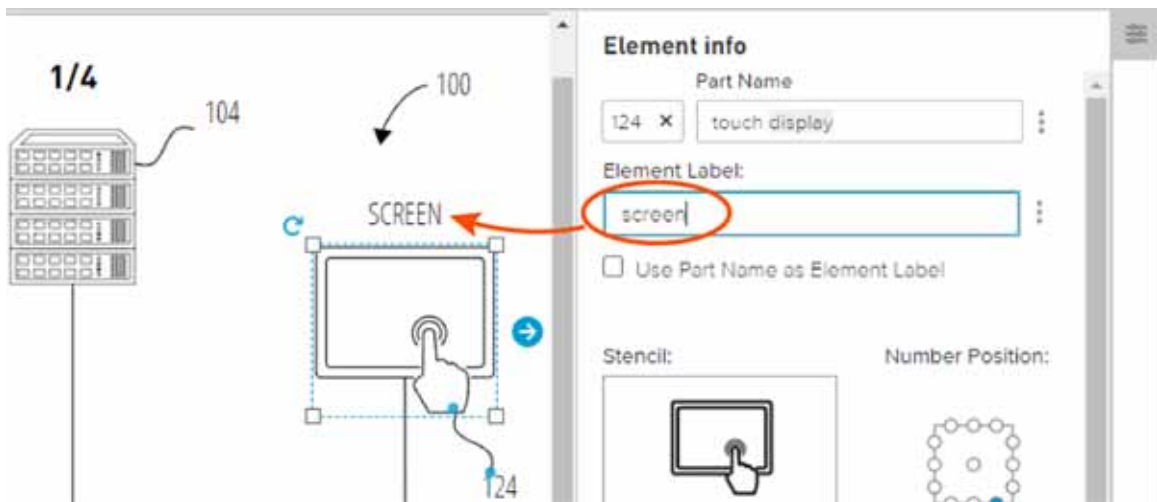 1/4
104
100
SCREEN
124
Element info
Part Name
124 ×
touch display
Element Label:
screen
Use Part Name as Element Label
Stencil:
Number Position: